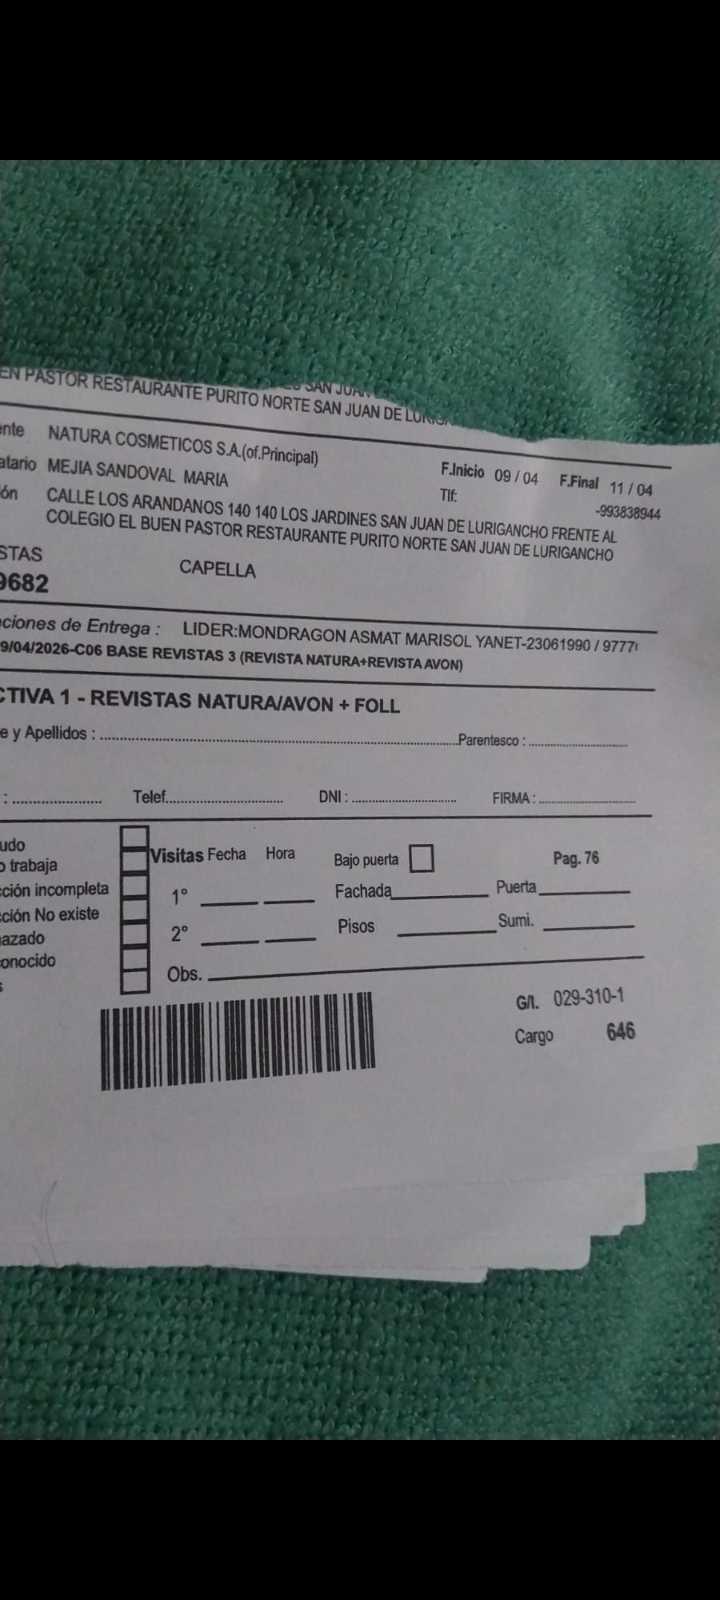 EN PASTOR RESTAURANTE PURITO NORTE SAN JUAN DE
nte NATURA COSMETICOS S.A.(of.Principal)
atario MEJIA SANDOVAL MARIA
F.Inicio 09 / 04 F.Final 11 / 04
Tlf: -993838944
ón CALLE LOS ARANDANOS 140 140 LOS JARDINES SAN JUAN DE LURIGANCHO FRENTE AL
COLEGIO EL BUEN PASTOR RESTAURANTE PURITO NORTE SAN JUAN DE LURIGANCHO
STAS CAPELLA
9682
ciones de Entrega : LIDER:MONDRAGON ASMAT MARISOL YANET-23061990 / 9777
9/04/2026-C06 BASE REVISTAS 3 (REVISTA NATURA+REVISTA AVON)
CTIVA 1 - REVISTAS NATURA/AVON + FOLL
e y Apellidos : Parentesco :
: Telef. DNI : FIRMA :
udo
o trabaja
cción incompleta
cción No existe
azado
onocido
s
Visitas Fecha Hora Bajo puerta Pag. 76
1° Fachada Puerta
2° Pisos Sumi.
Obs.
G/I. 029-310-1
Cargo 646